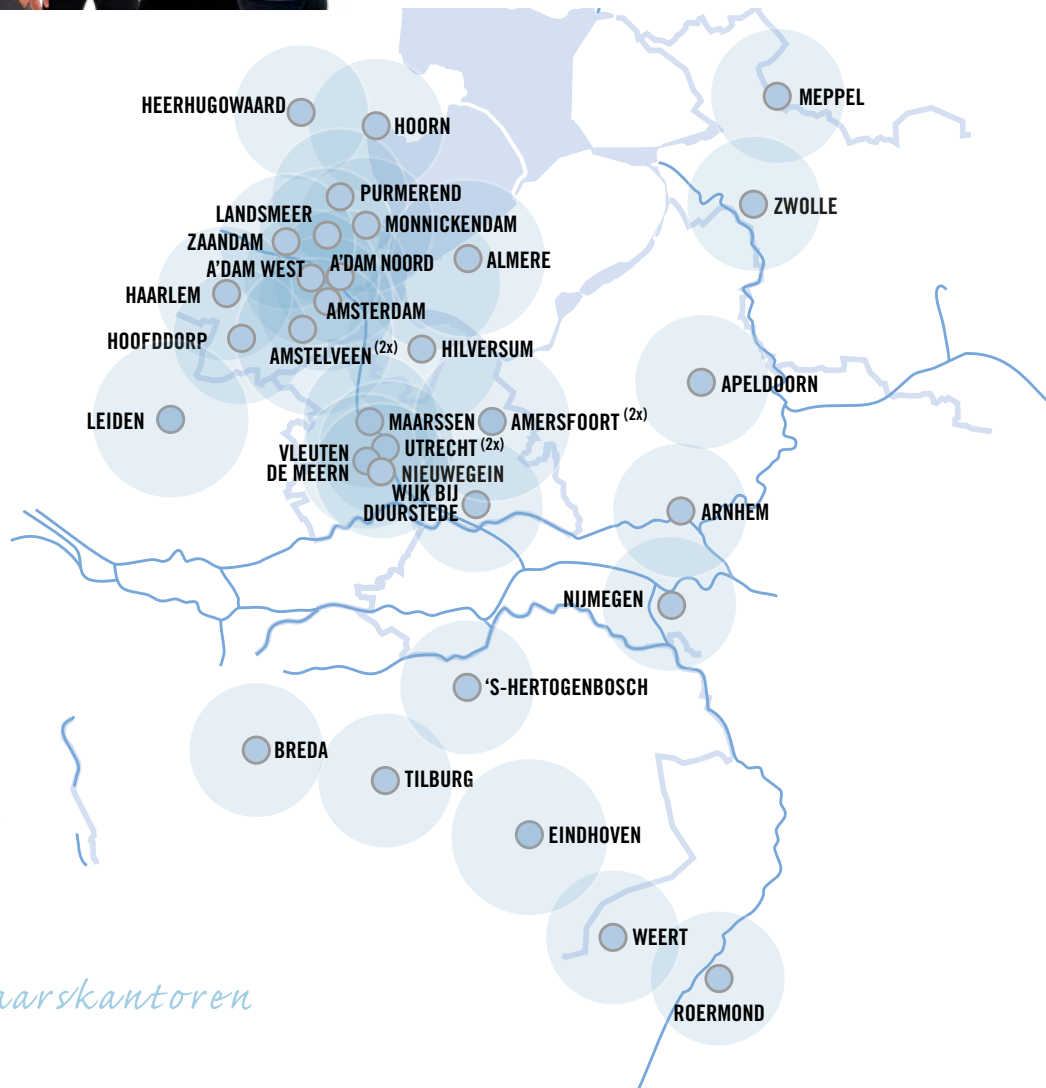 HEERHUGOWAARD
HOORN
MEPPEL
PURMEREND
ZWOLLE
LANDSMEER
MONNICKENDAM
ZAANDAM
A'DAM WEST
A'DAM NOORD
ALMERE
HAARLEM
AMSTERDAM
HOOFDDORP
AMSTELVEEN (2x)
HILVERSUM
APELDOORN
LEIDEN
MAARSSEN
AMERSFOORT (2x)
UTRECHT (2x)
VLEUTEN
DE MEERN
NIEUWEGEIN
WIJK BIJ
DUURSTEDE
ARNHEM
NIJMEGEN
‘S-HERTOGENBOSCH
BREDA
TILBURG
EINDHOVEN
WEERT
aarskantoren
ROERMOND